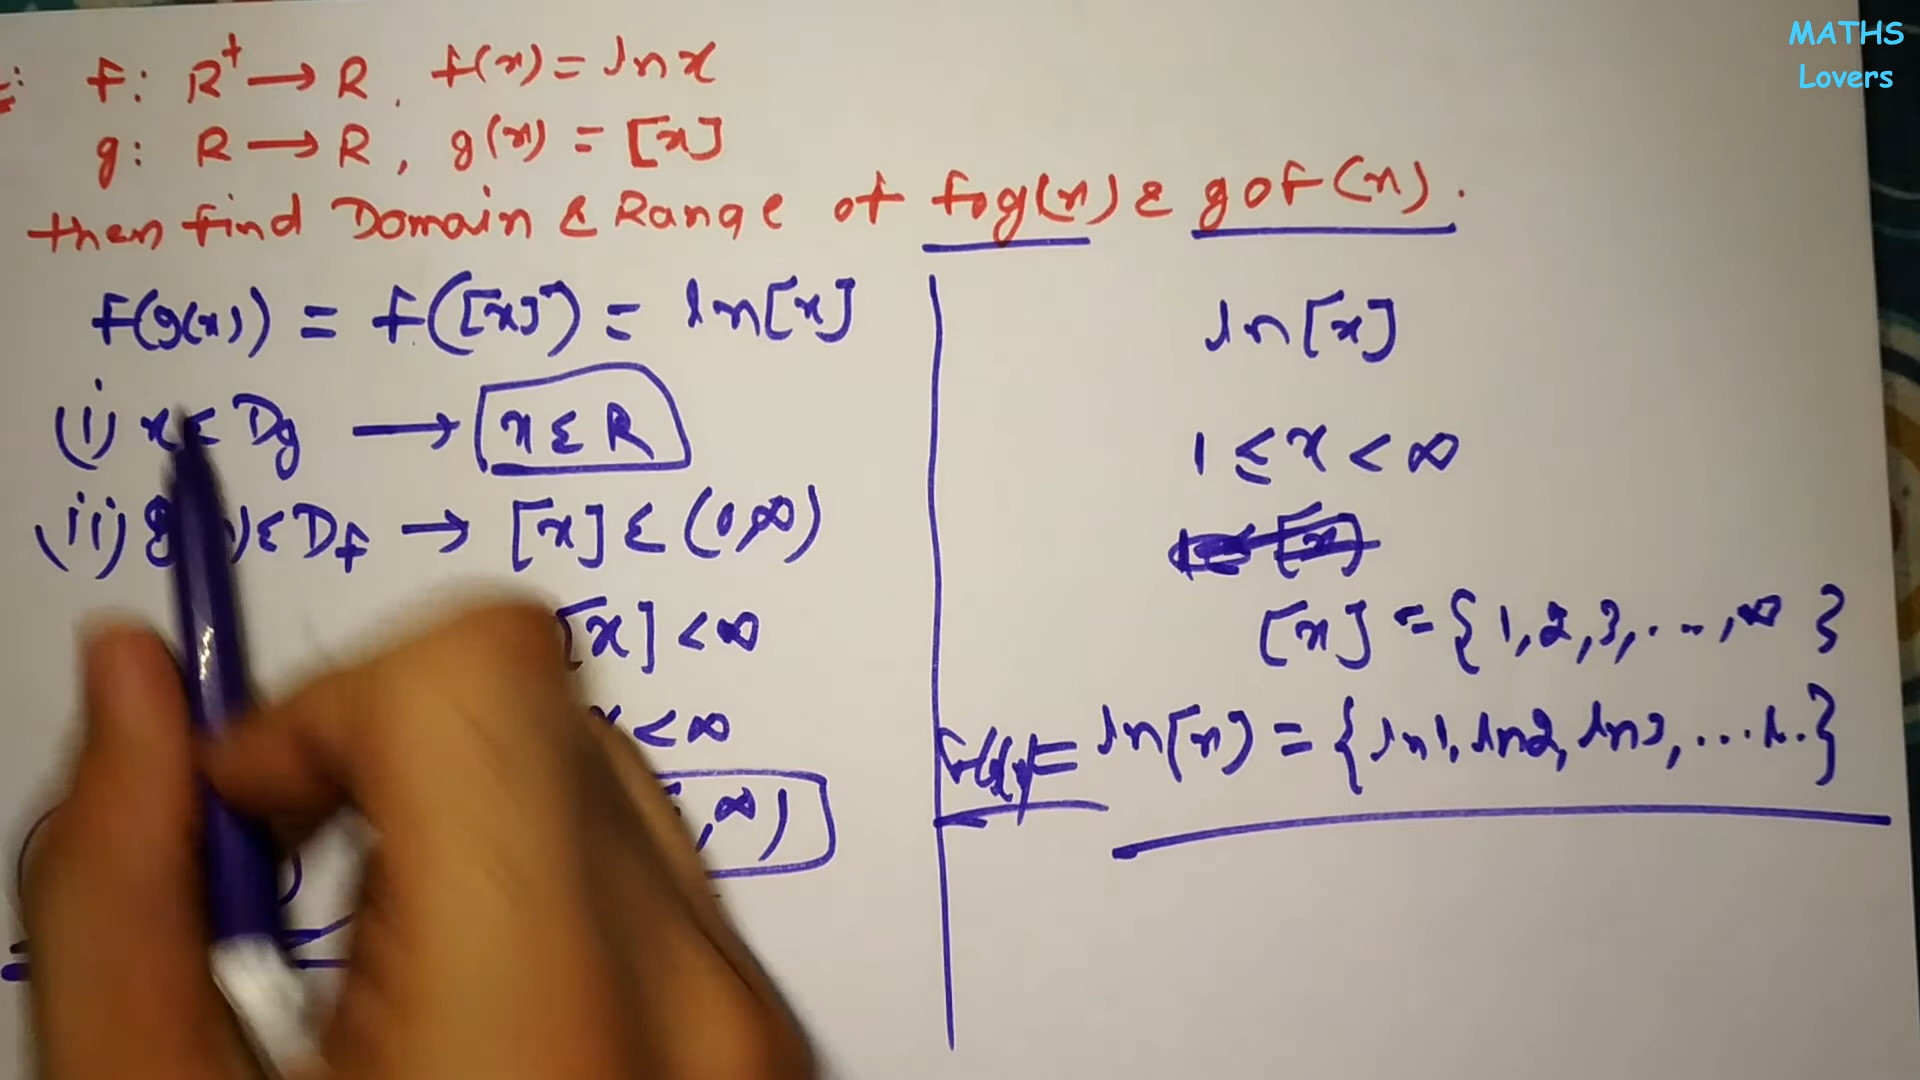 MATHS
Lovers
f: R⁺ → R, f(x) = ln x
g: R → R, g(x) = [x]
then find Domain & Range of fog(x) & gof(x).
f(g(x)) = f([x]) = ln[x]
(i) x ∈ Dg → x ∈ R
(ii) ∈ Df → [x] ∈ (0, ∞)
[x] < ∞
x < ∞
, ∞)
ln[x]
1 ≤ x < ∞
[x] = {1, 2, 3, ..., ∞ }
ln[x] = {ln1, ln2, ln3, ... }